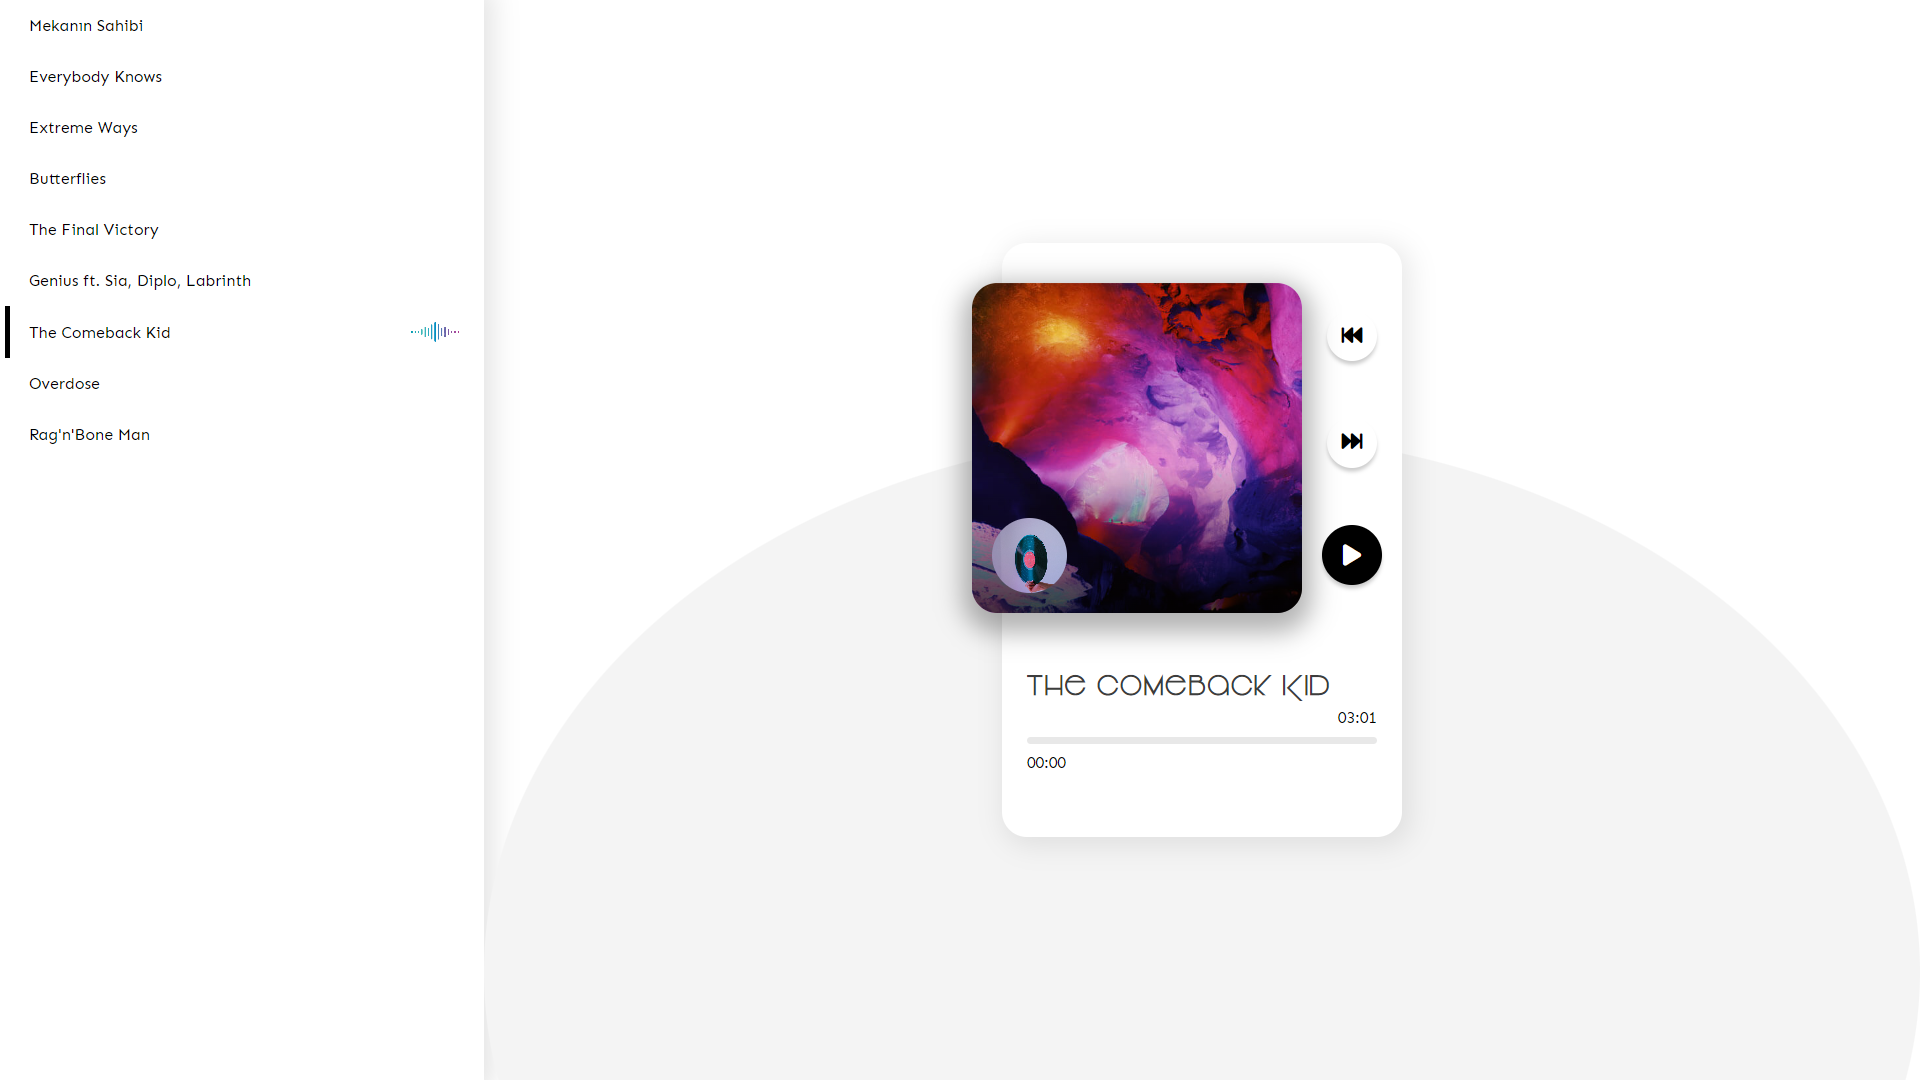 Mekanın Sahibi
Everybody Knows
Extreme Ways
Butterflies
The Final Victory
Genius ft. Sia, Diplo, Labrinth
The Comeback Kid
Overdose
Rag'n'Bone Man
The Comeback Kid
03:01
00:00